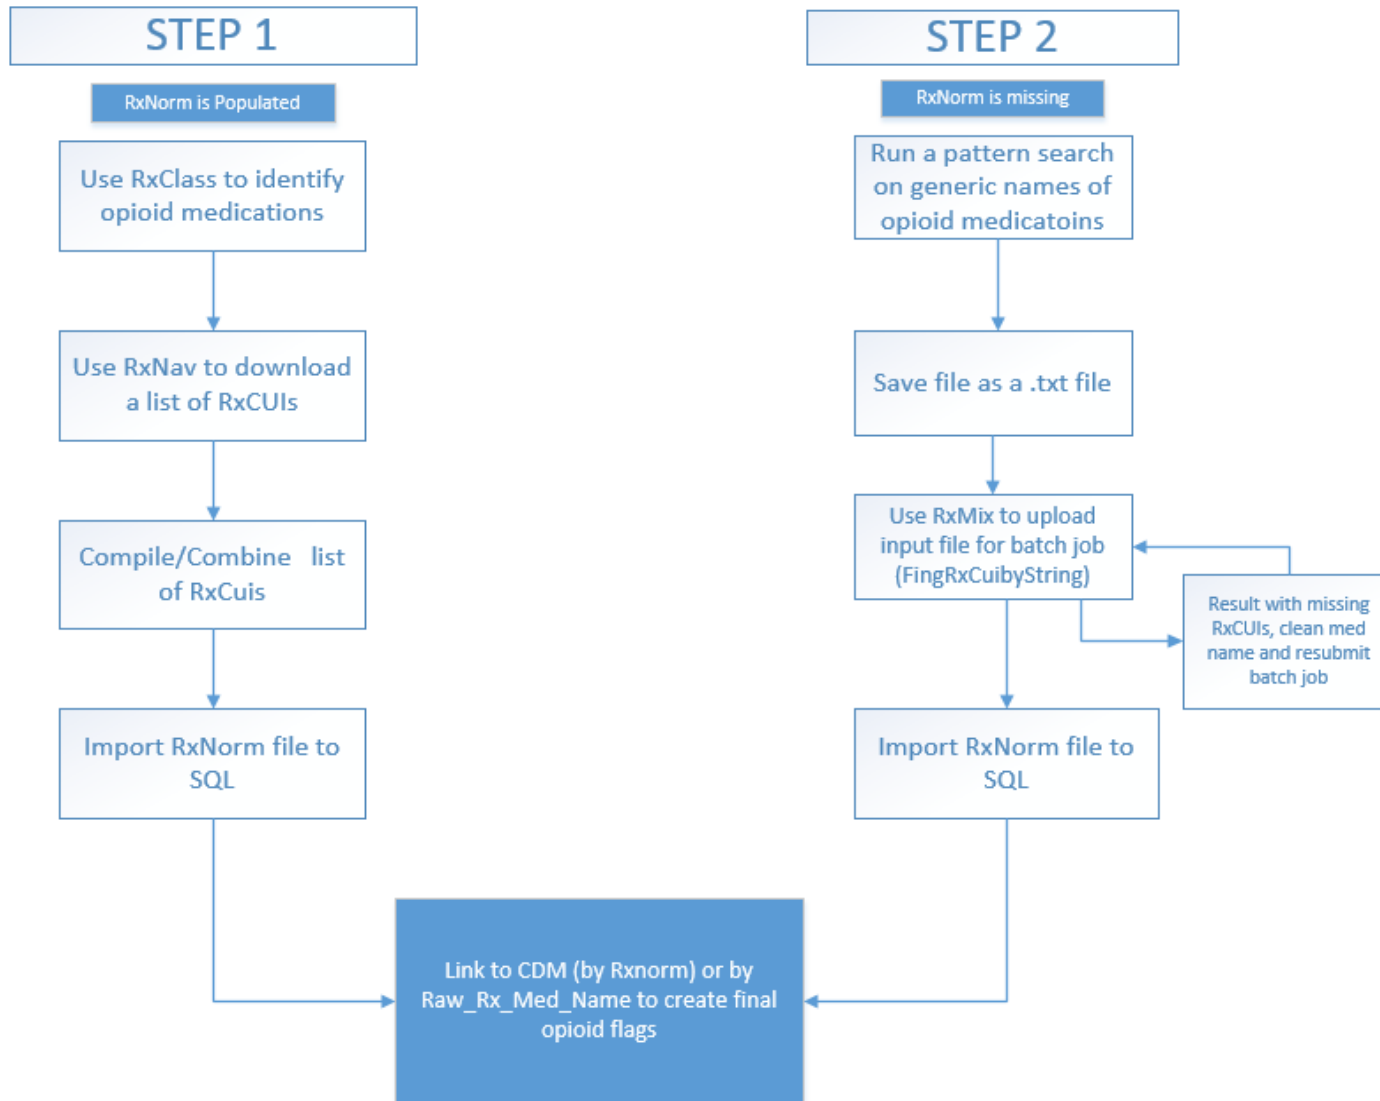 STEP 1
RxNorm is Populated
Use RxClass to identify
opioid medications
Use RxNav to download
a list of RxCUIs
Compile/Combine list
of RxCuis
Import RxNorm file to
SQL
STEP 2
RxNorm is missing
Run a pattern search
on generic names of
opioid medicatoins
Save file as a .txt file
Use RxMix to upload
input file for batch job
(FingRxCuibyString)
Result with missing
RxCUIs, clean med
name and resubmit
batch job
Import RxNorm file to
SQL
Link to CDM (by Rxnorm) or by
Raw_Rx_Med_Name to create final
opioid flags